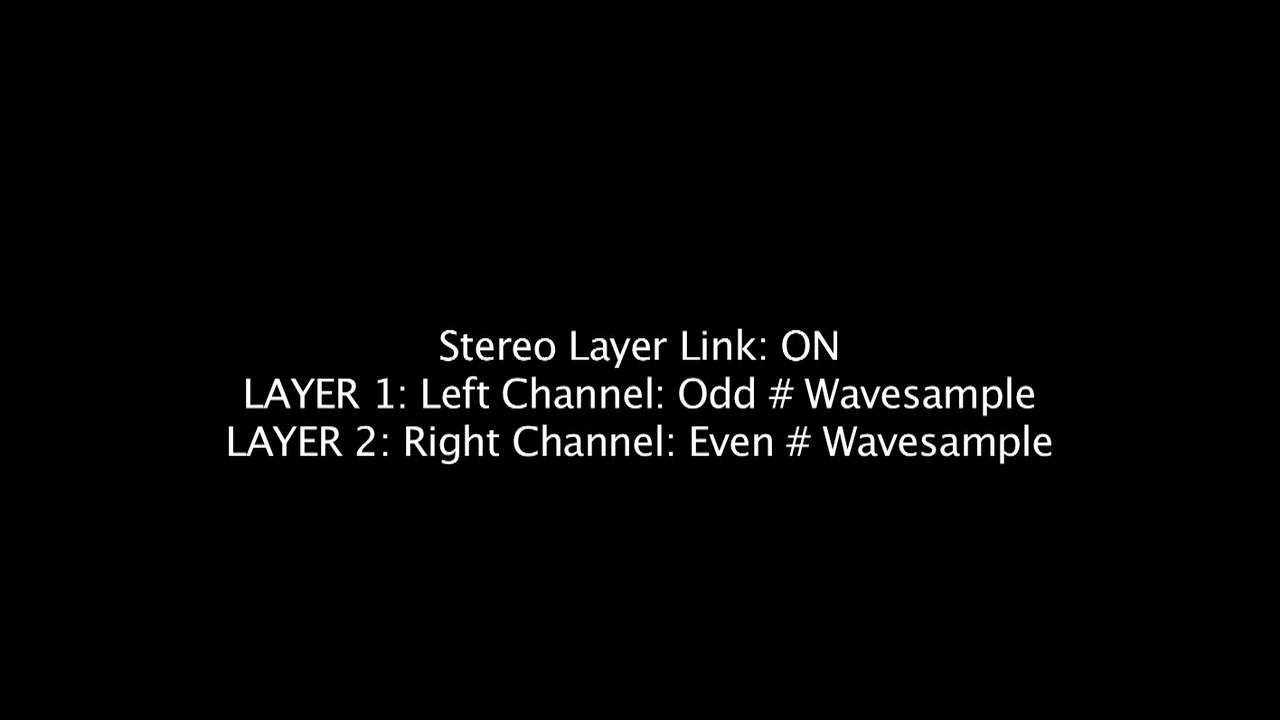 Stereo Layer Link: ON
LAYER 1: Left Channel: Odd # Wavesample
LAYER 2: Right Channel: Even # Wavesample